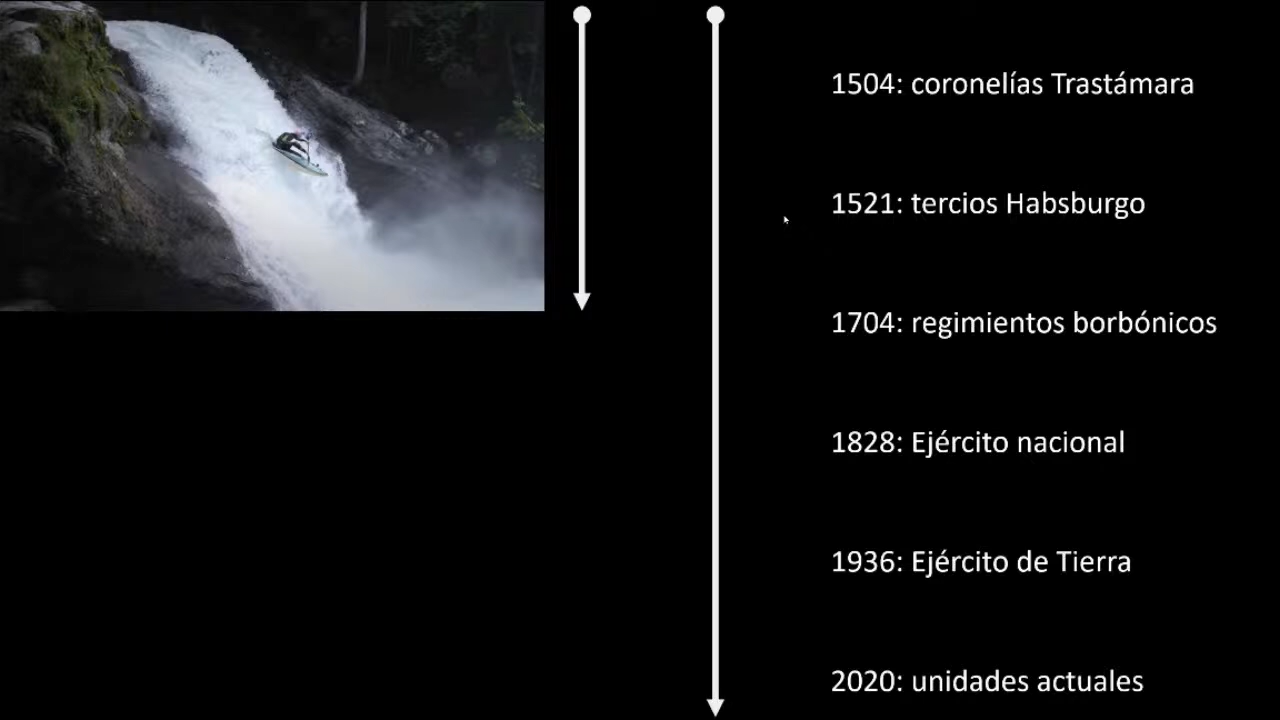 1504: coronelías Trastámara
1521: tercios Habsburgo
1704: regimientos borbónicos
1828: Ejército nacional
1936: Ejército de Tierra
2020: unidades actuales